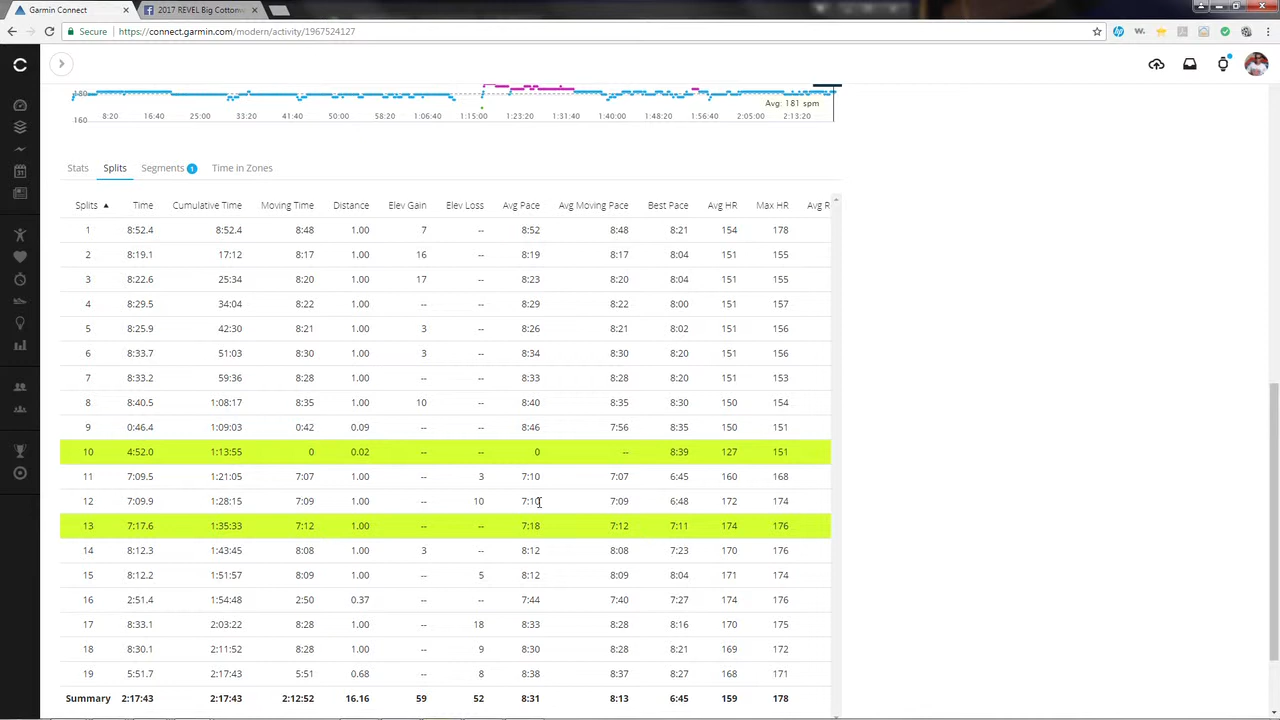 Garmin Connect × 2017 REVEL Big Cottonw ×
Secure https://connect.garmin.com/modern/activity/1967524127
180
Avg: 181 spm
160 8:20 16:40 25:00 33:20 41:40 50:00 58:20 1:06:40 1:15:00 1:23:20 1:31:40 1:40:00 1:48:20 1:56:40 2:05:00 2:13:20
Stats Splits Segments 1 Time in Zones
Splits Time Cumulative Time Moving Time Distance Elev Gain Elev Loss Avg Pace Avg Moving Pace Best Pace Avg HR Max HR Avg R
1 8:52.4 8:52.4 8:48 1.00 7 -- 8:52 8:48 8:21 154 178
2 8:19.1 17:12 8:17 1.00 16 -- 8:19 8:17 8:04 151 155
3 8:22.6 25:34 8:20 1.00 17 -- 8:23 8:20 8:04 151 155
4 8:29.5 34:04 8:22 1.00 -- -- 8:29 8:22 8:00 151 157
5 8:25.9 42:30 8:21 1.00 3 -- 8:26 8:21 8:02 151 156
6 8:33.7 51:03 8:30 1.00 3 -- 8:34 8:30 8:20 151 156
7 8:33.2 59:36 8:28 1.00 -- -- 8:33 8:28 8:20 151 153
8 8:40.5 1:08:17 8:35 1.00 10 -- 8:40 8:35 8:30 150 154
9 0:46.4 1:09:03 0:42 0.09 -- -- 8:46 7:56 8:35 150 151
10 4:52.0 1:13:55 0 0.02 -- -- 0 -- 8:39 127 151
11 7:09.5 1:21:05 7:07 1.00 -- 3 7:10 7:07 6:45 160 168
12 7:09.9 1:28:15 7:09 1.00 -- 10 7:10 7:09 6:48 172 174
13 7:17.6 1:35:33 7:12 1.00 -- -- 7:18 7:12 7:11 174 176
14 8:12.3 1:43:45 8:08 1.00 3 -- 8:12 8:08 7:23 170 176
15 8:12.2 1:51:57 8:09 1.00 -- 5 8:12 8:09 8:04 171 174
16 2:51.4 1:54:48 2:50 0.37 -- -- 7:44 7:40 7:27 174 176
17 8:33.1 2:03:22 8:28 1.00 -- 18 8:33 8:28 8:16 170 175
18 8:30.1 2:11:52 8:28 1.00 -- 9 8:30 8:28 8:21 169 172
19 5:51.7 2:17:43 5:51 0.68 -- 8 8:38 8:37 8:27 168 171
Summary 2:17:43 2:17:43 2:12:52 16.16 59 52 8:31 8:13 6:45 159 178